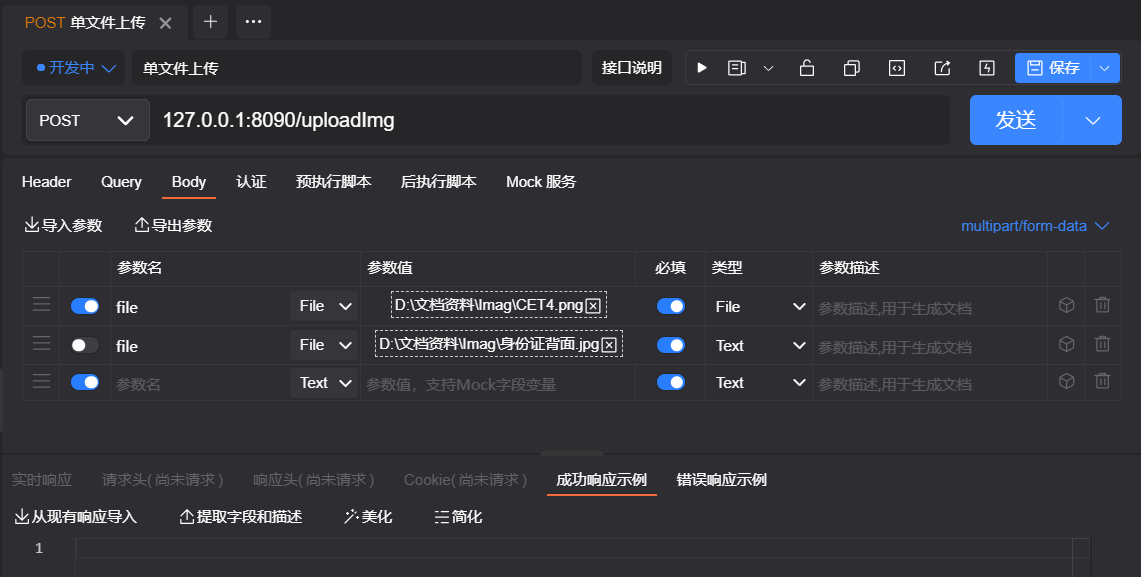 POST 单文件上传
开发中 单文件上传 接口说明 保存
POST 127.0.0.1:8090/uploadImg 发送
Header Query Body 认证 预执行脚本 后执行脚本 Mock 服务
导入参数 导出参数 multipart/form-data
参数名 参数值 必填 类型 参数描述
file File D:\文档资料\Imag\CET4.png File 参数描述,用于生成文档
file File D:\文档资料\Imag\身份证背面.jpg Text 参数描述,用于生成文档
参数名 Text 参数值，支持Mock字段变量 Text 参数描述,用于生成文档
实时响应 请求头(尚未请求) 响应头(尚未请求) Cookie(尚未请求) 成功响应示例 错误响应示例
从现有响应导入 提取字段和描述 美化 简化
1